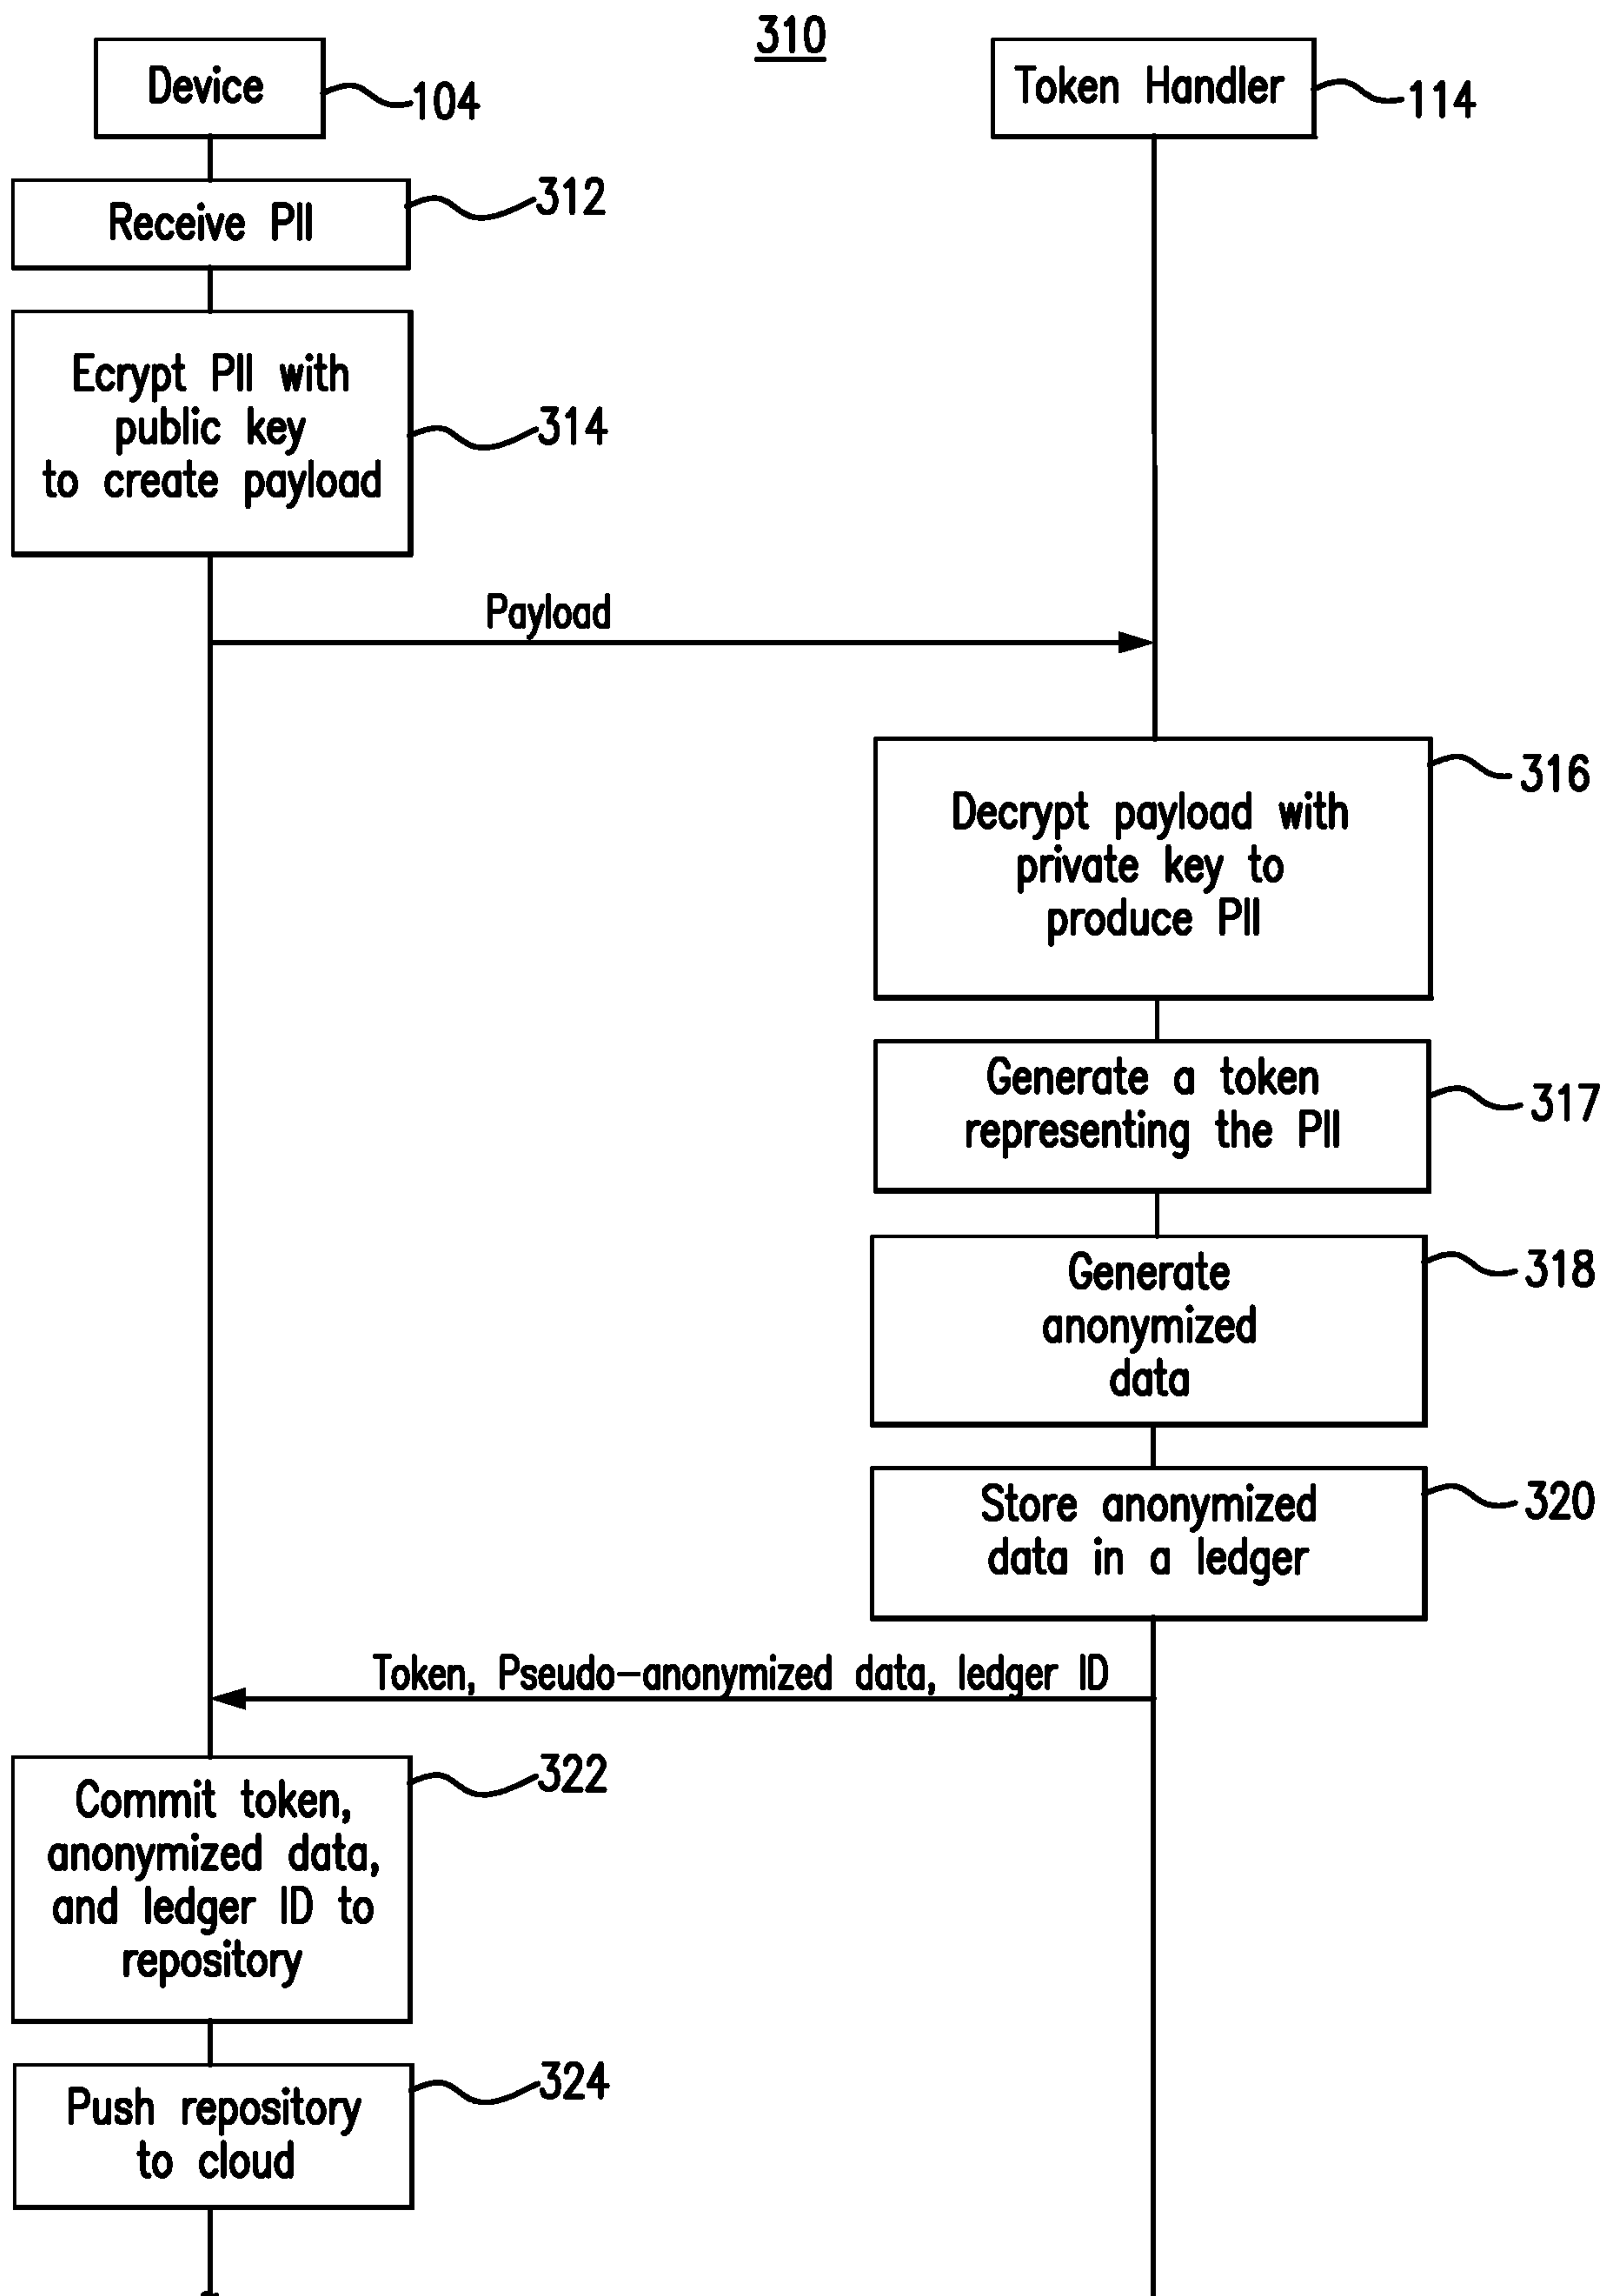 310
Device
104
Token Handler
114
Receive PII
312
Ecrypt PII with
public key
to create payload
314
Payload
Decrypt payload with
private key to
produce PII
316
Generate a token
representing the PII
317
Generate
anonymized
data
318
Store anonymized
data in a ledger
320
Token, Pseudo-anonymized data, ledger ID
Commit token,
anonymized data,
and ledger ID to
repository
322
Push repository
to cloud
324